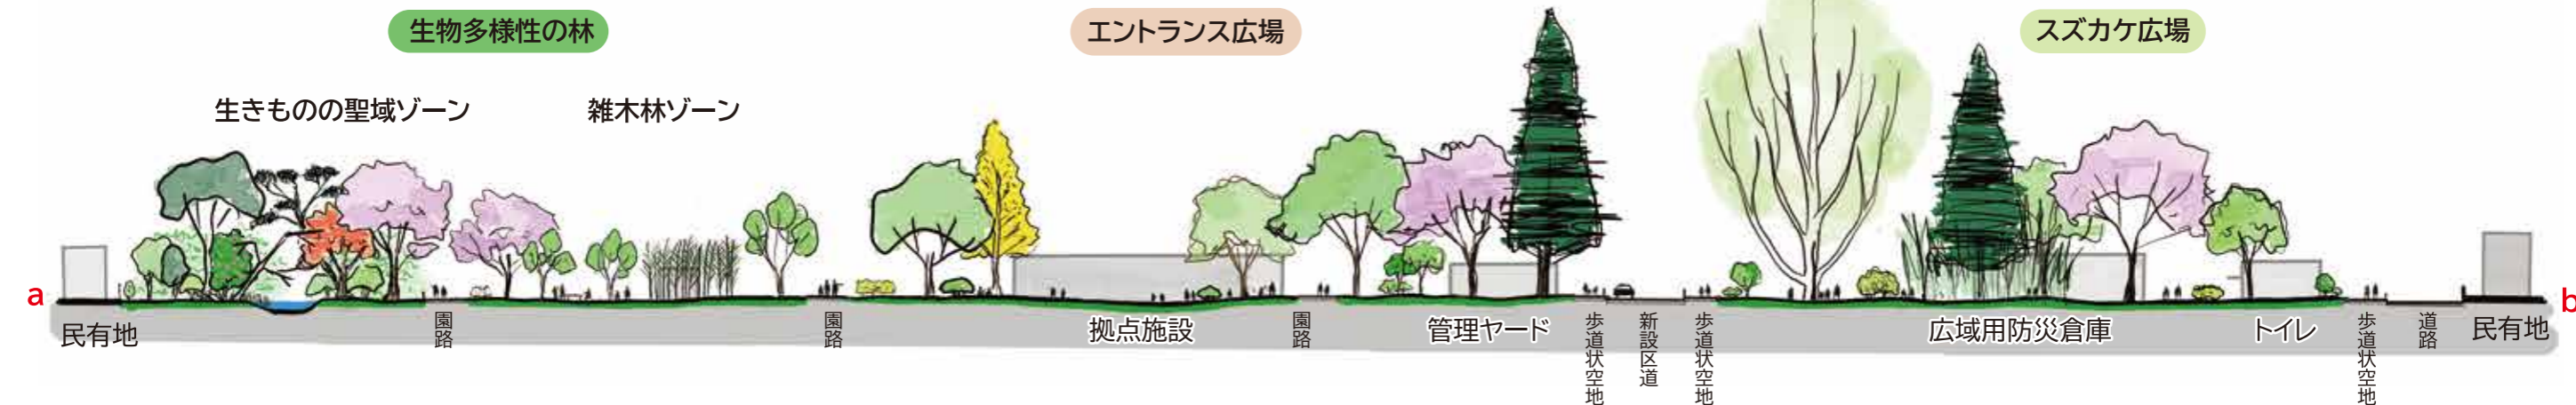 生物多様性の林
エントランス広場
スズカケ広場
生きものの聖域ゾーン
雑木林ゾーン
a
b
民有地
園路
園路
拠点施設
園路
管理ヤード
歩道状空地
新設区道
歩道状空地
広域用防災倉庫
トイレ
歩道状空地
道路
民有地